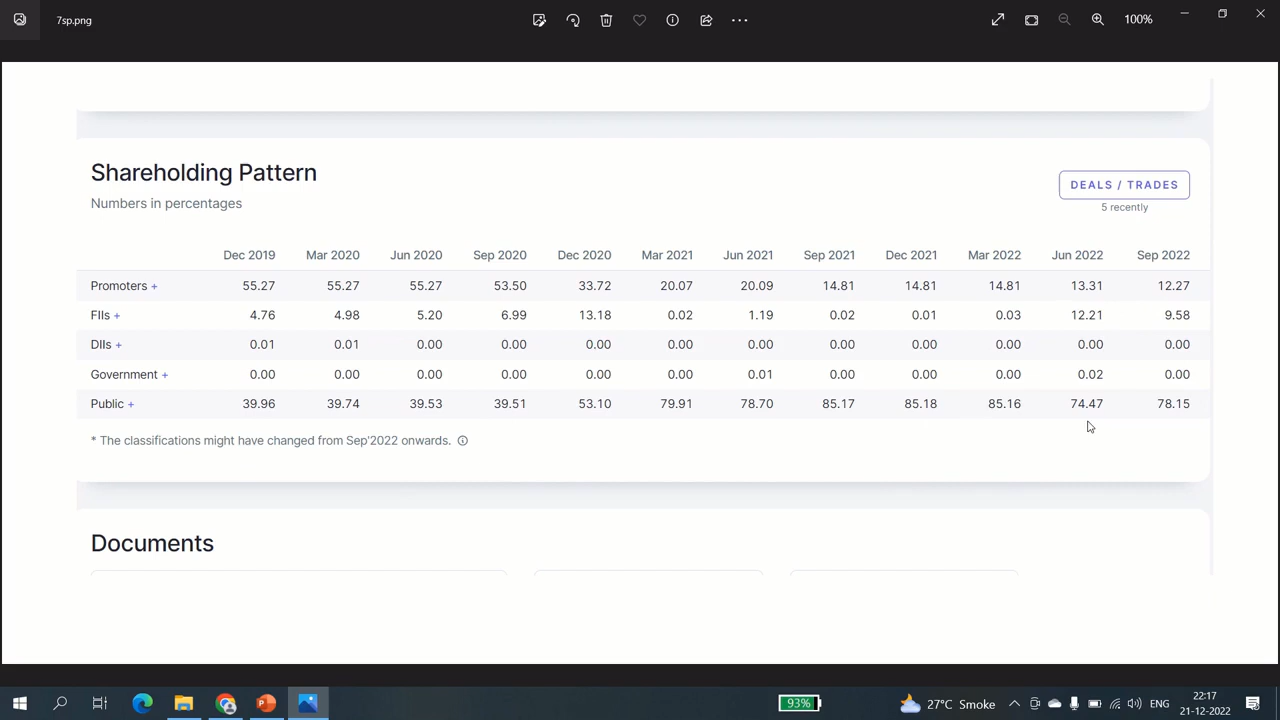 7sp.png
100%
Shareholding Pattern
Numbers in percentages
DEALS / TRADES
5 recently
Dec 2019 Mar 2020 Jun 2020 Sep 2020 Dec 2020 Mar 2021 Jun 2021 Sep 2021 Dec 2021 Mar 2022 Jun 2022 Sep 2022
Promoters + 55.27 55.27 55.27 53.50 33.72 20.07 20.09 14.81 14.81 14.81 13.31 12.27
FIIs + 4.76 4.98 5.20 6.99 13.18 0.02 1.19 0.02 0.01 0.03 12.21 9.58
DIIs + 0.01 0.01 0.00 0.00 0.00 0.00 0.00 0.00 0.00 0.00 0.00 0.00
Government + 0.00 0.00 0.00 0.00 0.00 0.00 0.01 0.00 0.00 0.00 0.02 0.00
Public + 39.96 39.74 39.53 39.51 53.10 79.91 78.70 85.17 85.18 85.16 74.47 78.15
* The classifications might have changed from Sep'2022 onwards.
Documents
93%
27°C Smoke
ENG
22:17
21-12-2022